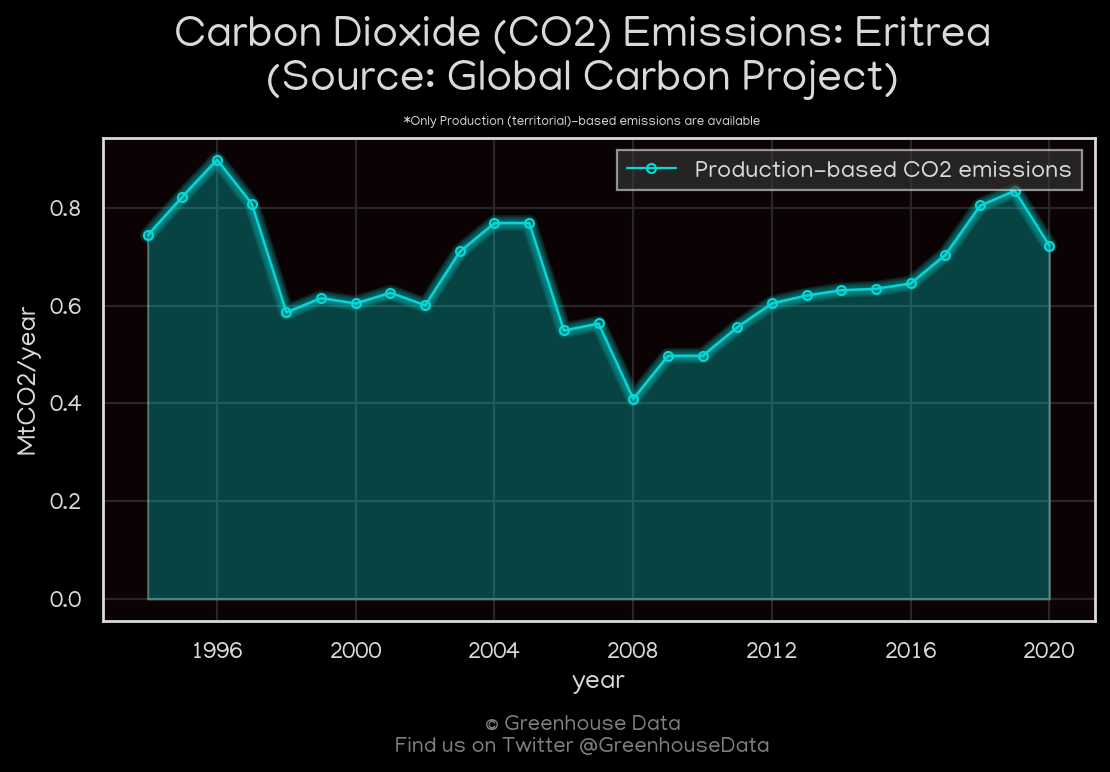 Carbon Dioxide (CO2) Emissions: Eritrea
(Source: Global Carbon Project)
*Only Production (territorial)-based emissions are available
Production-based CO2 emissions
0.8
0.6
0.4
0.2
0.0
MtCO2/year
1996 2000 2004 2008 2012 2016 2020
year
© Greenhouse Data
Find us on Twitter @GreenhouseData